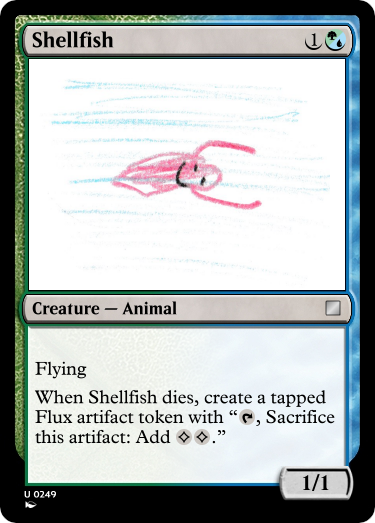 Shellfish 1
Creature — Animal
Flying
When Shellfish dies, create a tapped
Flux artifact token with “, Sacrifice
this artifact: Add .”
1/1
U 0249